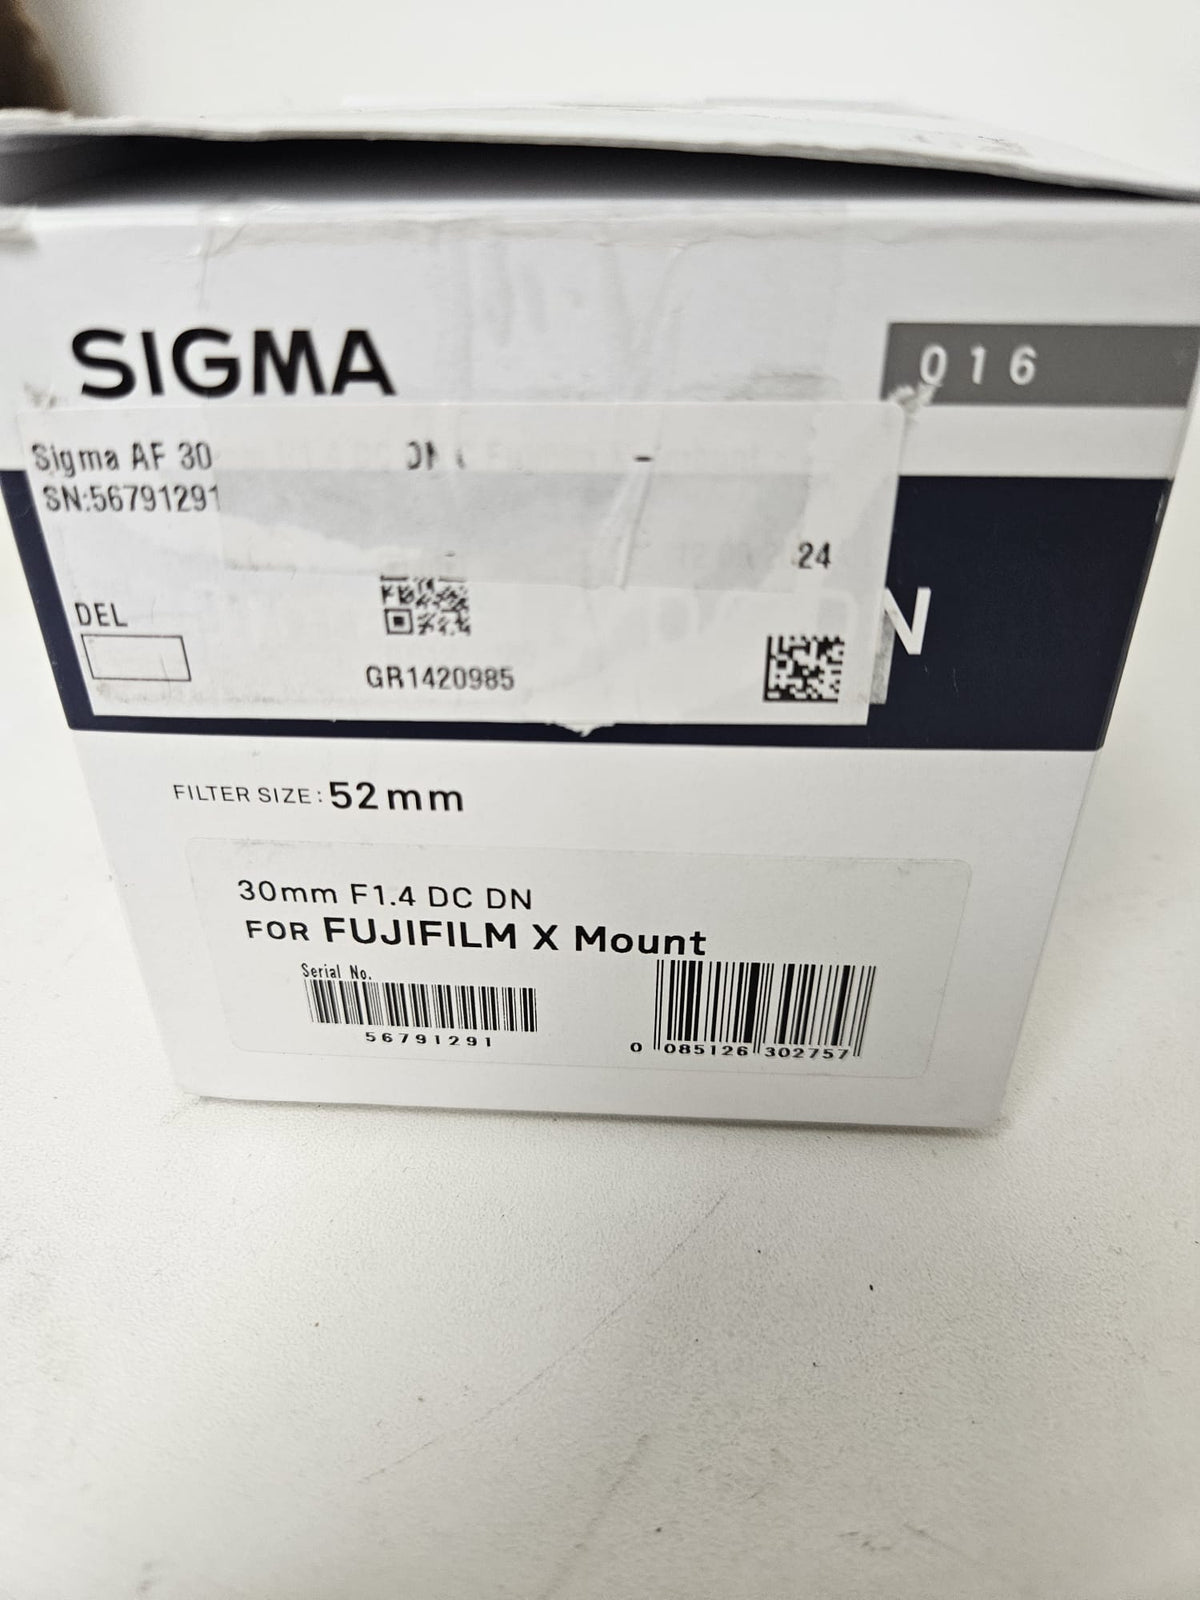 SIGMA
016
Sigma AF 30
SN:56791291
24
N
DEL
GR1420985
FILTER SIZE: 52mm
30mm F1.4 DC DN
FOR FUJIFILM X Mount
Serial No.
56791291
0 085126 302757